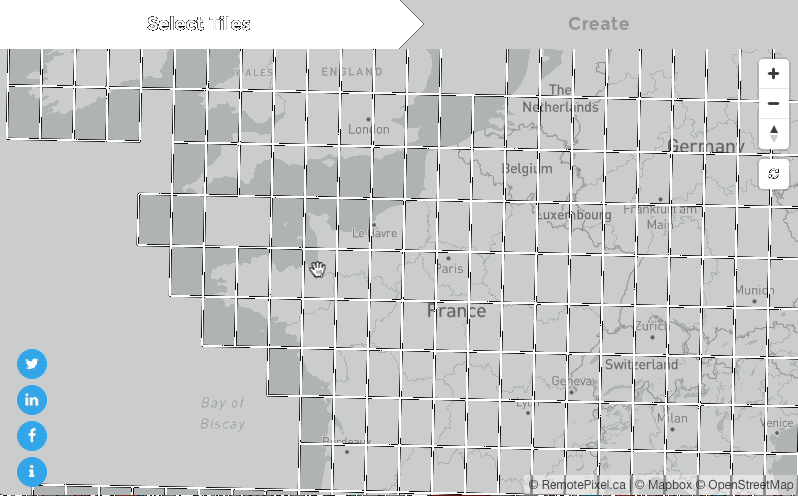 Select Tiles
Create
WALES
ENGLAND
The
Netherlands
London
Germany
Belgium
Luxembourg
Frankfurt am
Main
Le Havre
Paris
Munich
France
Zurich
Switzerland
Geneva
Bay of
Biscay
Lyon
Milan
Venice
Bordeaux
© RemotePixel.ca © Mapbox © OpenStreetMap